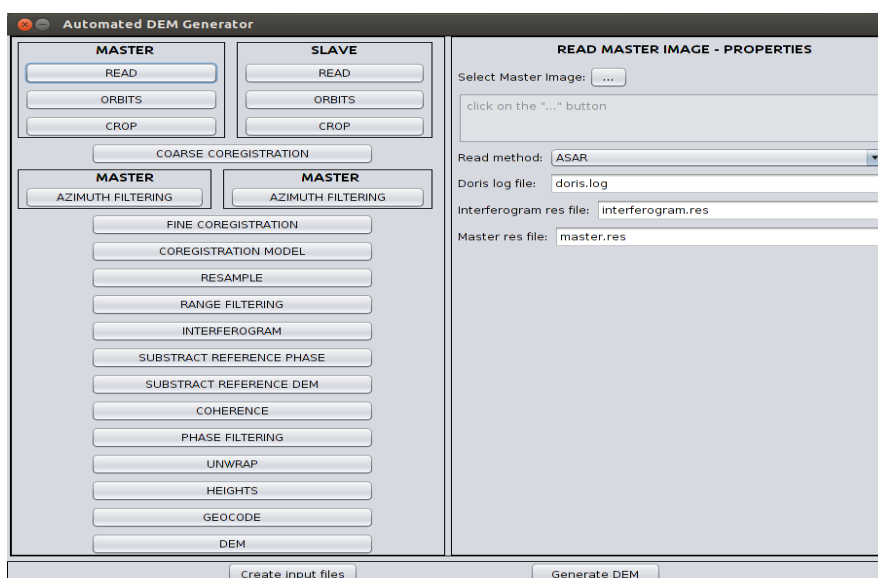 Automated DEM Generator
MASTER
READ
ORBITS
CROP
SLAVE
READ
ORBITS
CROP
COARSE COREGISTRATION
MASTER
AZIMUTH FILTERING
MASTER
AZIMUTH FILTERING
FINE COREGISTRATION
COREGISTRATION MODEL
RESAMPLE
RANGE FILTERING
INTERFEROGRAM
SUBSTRACT REFERENCE PHASE
SUBSTRACT REFERENCE DEM
COHERENCE
PHASE FILTERING
UNWRAP
HEIGHTS
GEOCODE
DEM
READ MASTER IMAGE - PROPERTIES
Select Master Image: ...
click on the "..." button
Read method: ASAR
Doris log file: doris.log
Interferogram res file: interferogram.res
Master res file: master.res
Create input files
Generate DEM